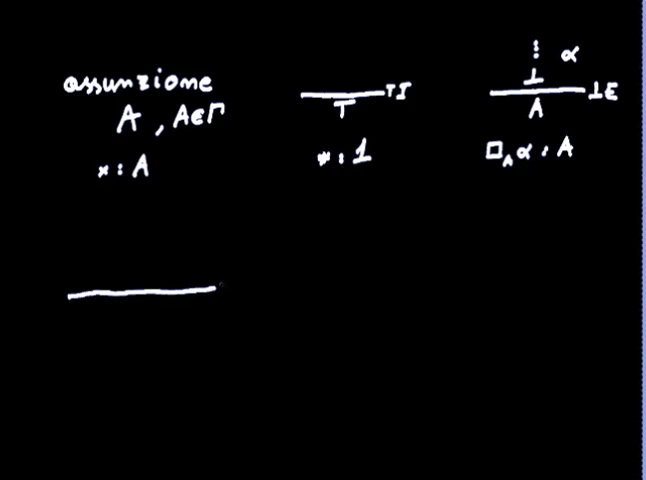 assunzione
A , A∈Γ
x : A
⊤I
⊤
* : 1
⋮ α
⊥
⊥E
A
□_A α : A